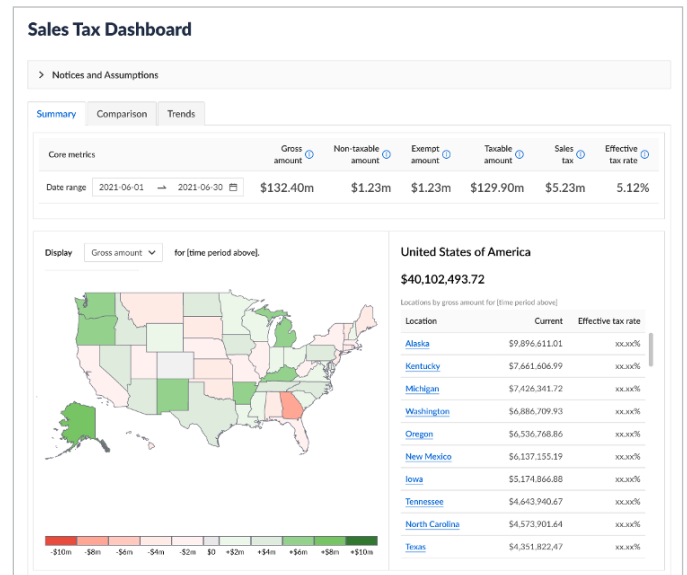 Sales Tax Dashboard
> Notices and Assumptions
Summary Comparison Trends
Core metrics Gross amount Non-taxable amount Exempt amount Taxable amount Sales tax Effective tax rate
Date range 2021-06-01 → 2021-06-30 $132.40m $1.23m $1.23m $129.90m $5.23m 5.12%
Display Gross amount for [time period above].
United States of America
$40,102,493.72
Locations by gross amount for [time period above]
Location Current Effective tax rate
Alaska $9,896,611.01 xx.xx%
Kentucky $7,661,606.99 xx.xx%
Michigan $7,426,341.72 xx.xx%
Washington $6,886,709.93 xx.xx%
Oregon $6,536,768.86 xx.xx%
New Mexico $6,137,155.19 xx.xx%
Iowa $5,174,866.88 xx.xx%
Tennessee $4,643,940.67 xx.xx%
North Carolina $4,573,901.64 xx.xx%
Texas $4,351,822,47 xx.xx%
-$10m -$8m -$6m -$4m -$2m $0 +$2m +$4m +$6m +$8m +$10m